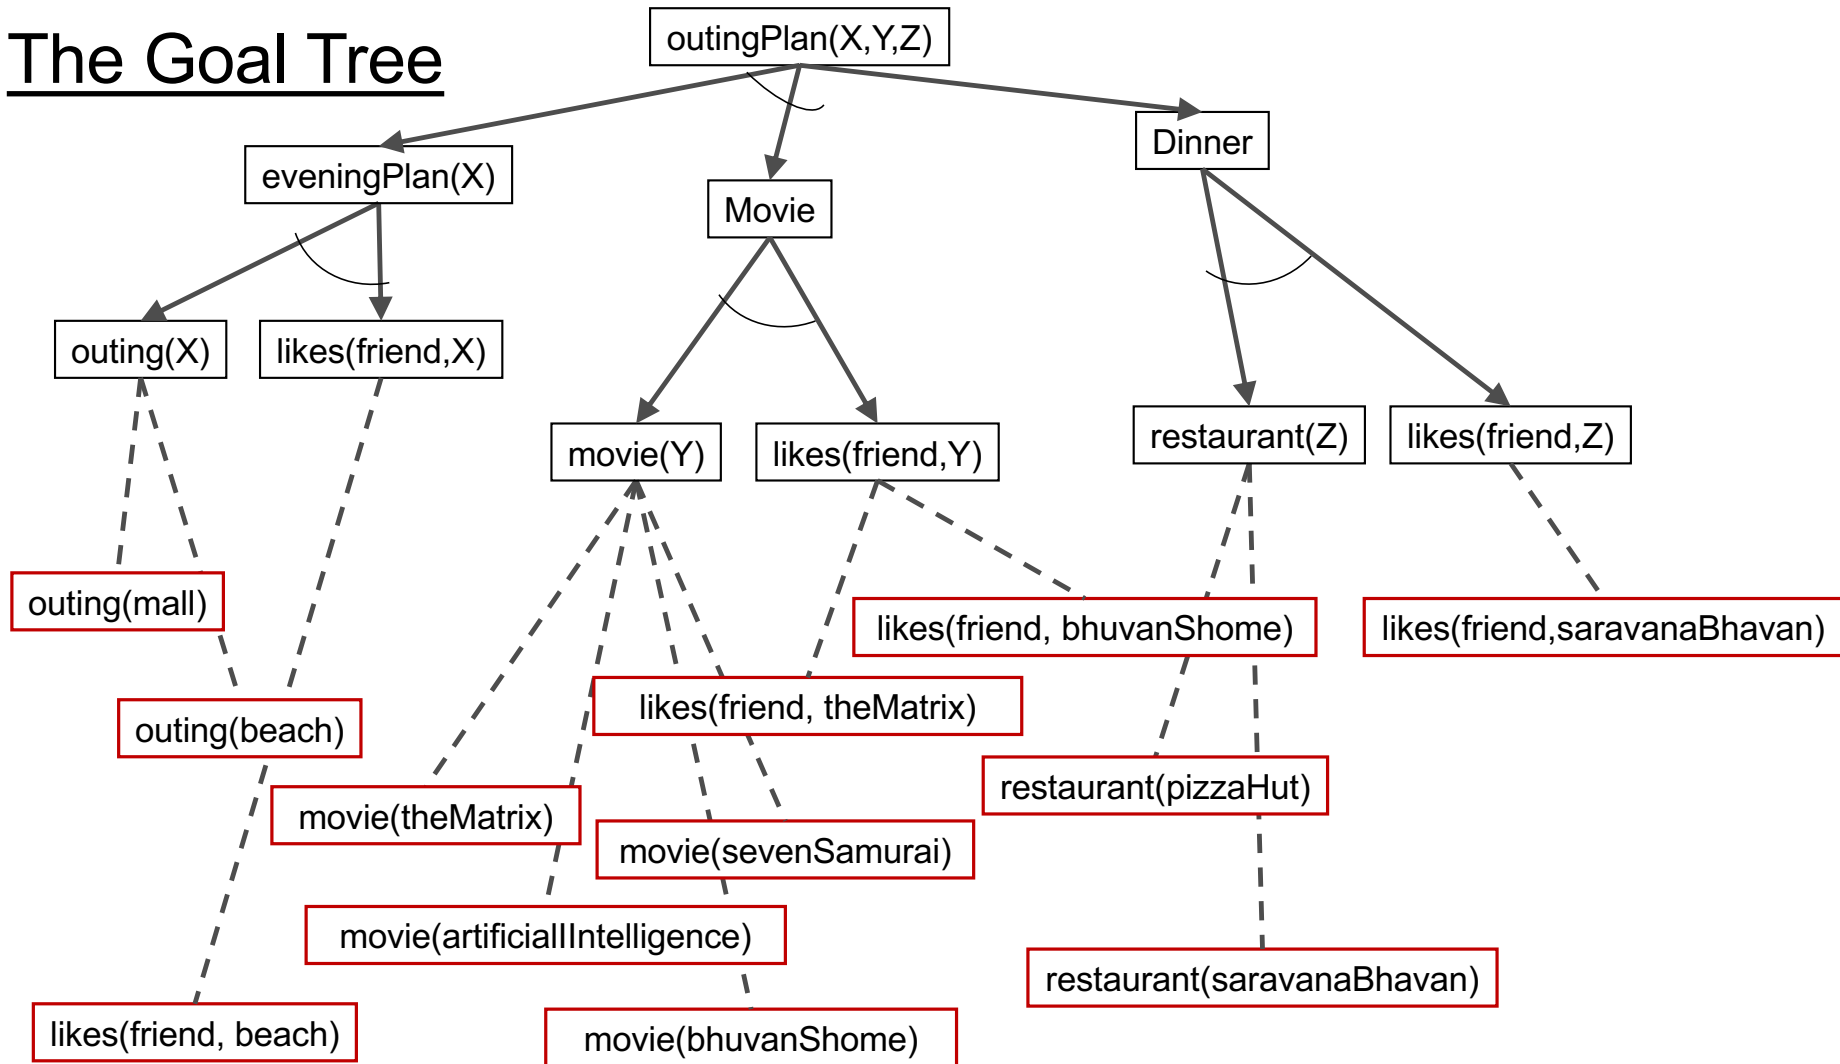 The Goal Tree
outingPlan(X,Y,Z)
eveningPlan(X)
Movie
Dinner
outing(X)
likes(friend,X)
movie(Y)
likes(friend,Y)
restaurant(Z)
likes(friend,Z)
outing(mall)
likes(friend, bhuvanShome)
likes(friend,saravanaBhavan)
outing(beach)
likes(friend, theMatrix)
restaurant(pizzaHut)
movie(theMatrix)
movie(sevenSamurai)
movie(artificialIIntelligence)
restaurant(saravanaBhavan)
likes(friend, beach)
movie(bhuvanShome)